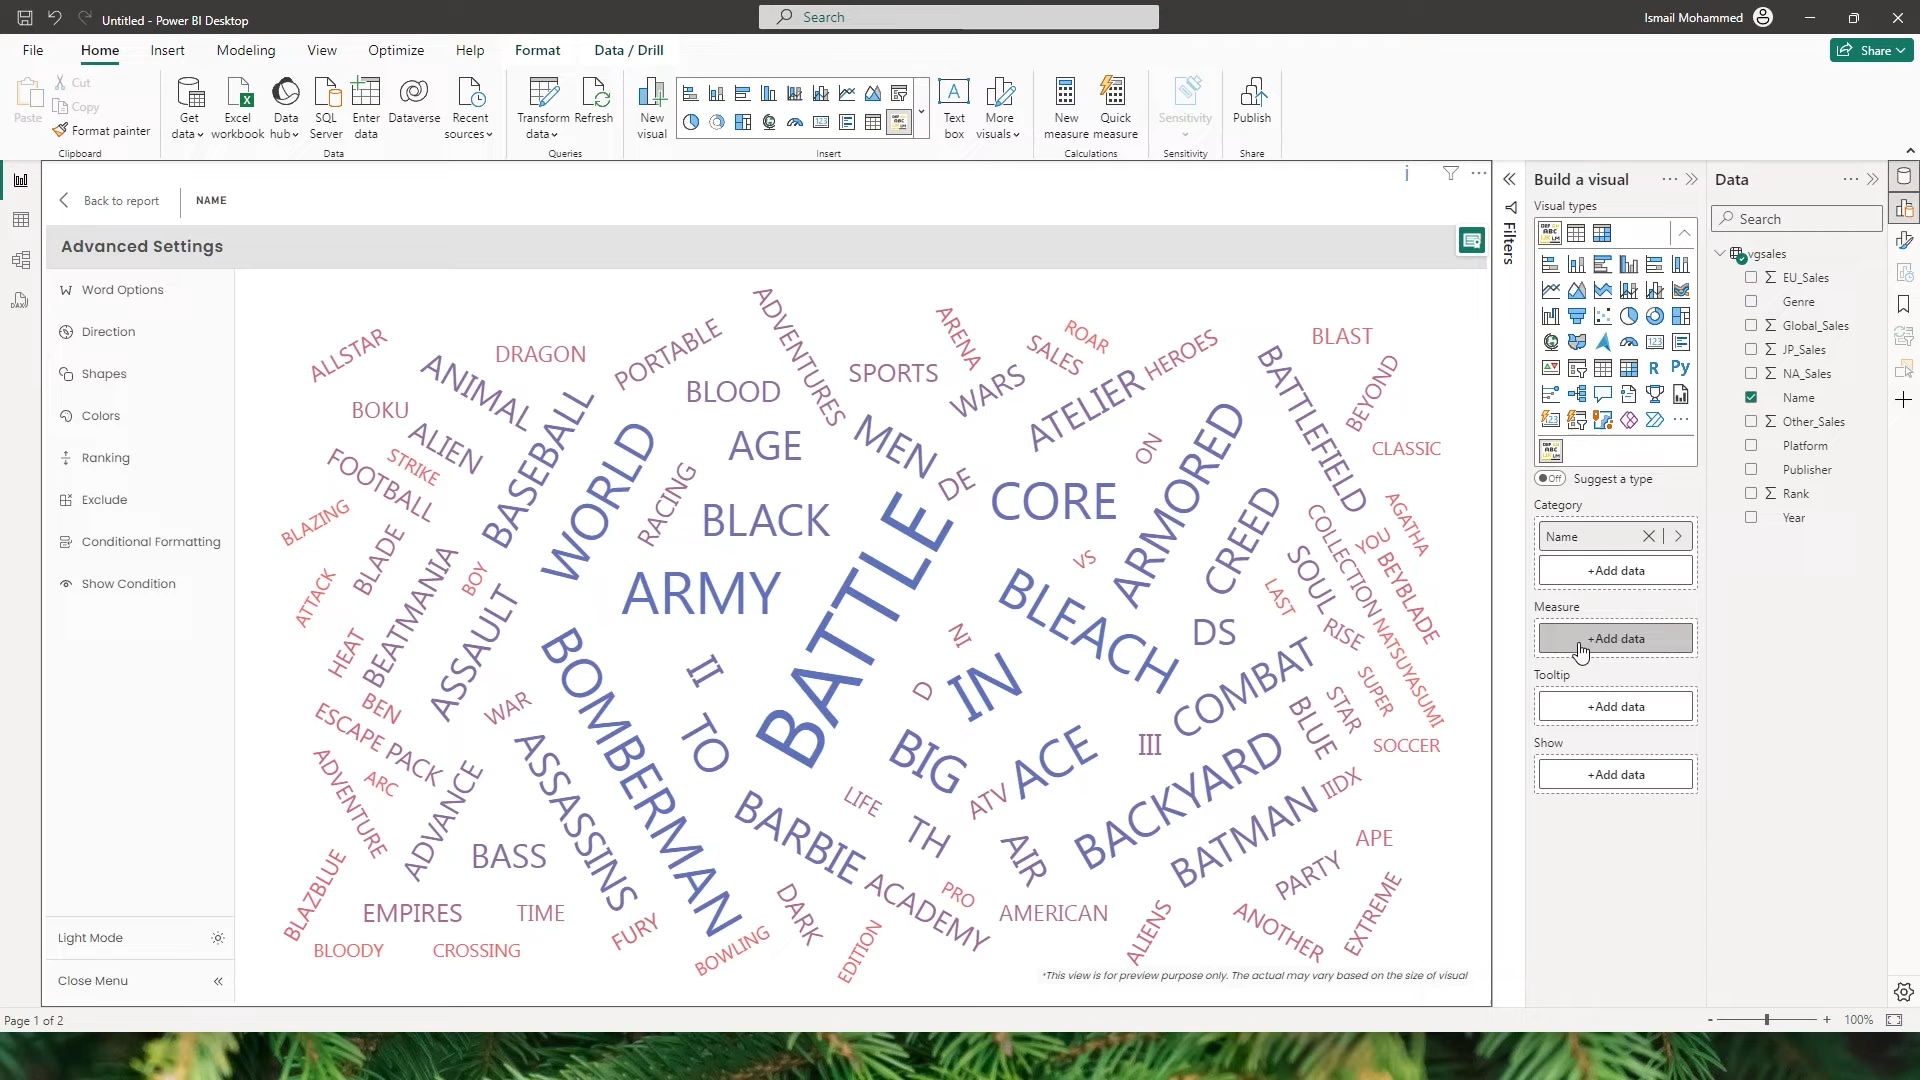 Untitled - Power BI Desktop
Search
Ismail Mohammed
File
Home
Insert
Modeling
View
Optimize
Help
Format
Data / Drill
Share
Paste
Cut
Copy
Format painter
Clipboard
Get data
Excel workbook
Data hub
SQL Server
Enter data
Dataverse
Recent sources
Data
Transform data
Refresh
Queries
New visual
Text box
More visuals
Insert
New measure
Quick measure
Calculations
Sensitivity
Sensitivity
Publish
Share
Back to report
NAME
Advanced Settings
Word Options
Direction
Shapes
Colors
Ranking
Exclude
Conditional Formatting
Show Condition
Light Mode
Close Menu
ALLSTAR
DRAGON
PORTABLE
ADVENTURES
ARENA
ROAR
SALES
HEROES
BLAST
ANIMAL
BLOOD
SPORTS
WARS
ATELIER
BATTLEFIELD
BEYOND
BOKU
ALIEN
BASEBALL
AGE
MEN
ON
ARMORED
CLASSIC
FOOTBALL
STRIKE
WORLD
RACING
BLACK
DE
CORE
CREED
COLLECTION
AGATHA
BLAZING
BLADE
BOY
ARMY
BATTLE
VS
BLEACH
LAST
SOUL
YOU
BEYBLADE
ATTACK
BEATMANIA
ASSAULT
NI
DS
RISE
NATSUYASUMI
HEAT
BEN
WAR
BOMBERMAN
II
D
IN
COMBAT
SUPER
STAR
ESCAPE
PACK
ASSASSINS
TO
BIG
ACE
III
BLUE
SOCCER
ADVENTURE
ARC
ADVANCE
BARBIE
LIFE
ATV
BACKYARD
IIDX
BASS
TH
AIR
BATMAN
APE
PARTY
BLAZBLUE
EMPIRES
TIME
FURY
DARK
ACADEMY
PRO
AMERICAN
ALIENS
ANOTHER
EXTREME
BLOODY
CROSSING
BOWLING
EDITION
*This view is for preview purpose only. The actual may vary based on the size of visual
Filters
Build a visual
Visual types
R
Py
Off
Suggest a type
Category
Name
+Add data
Measure
+Add data
Tooltip
+Add data
Show
+Add data
Data
Search
vgsales
EU_Sales
Genre
Global_Sales
JP_Sales
NA_Sales
Name
Other_Sales
Platform
Publisher
Rank
Year
Page 1 of 2
100%